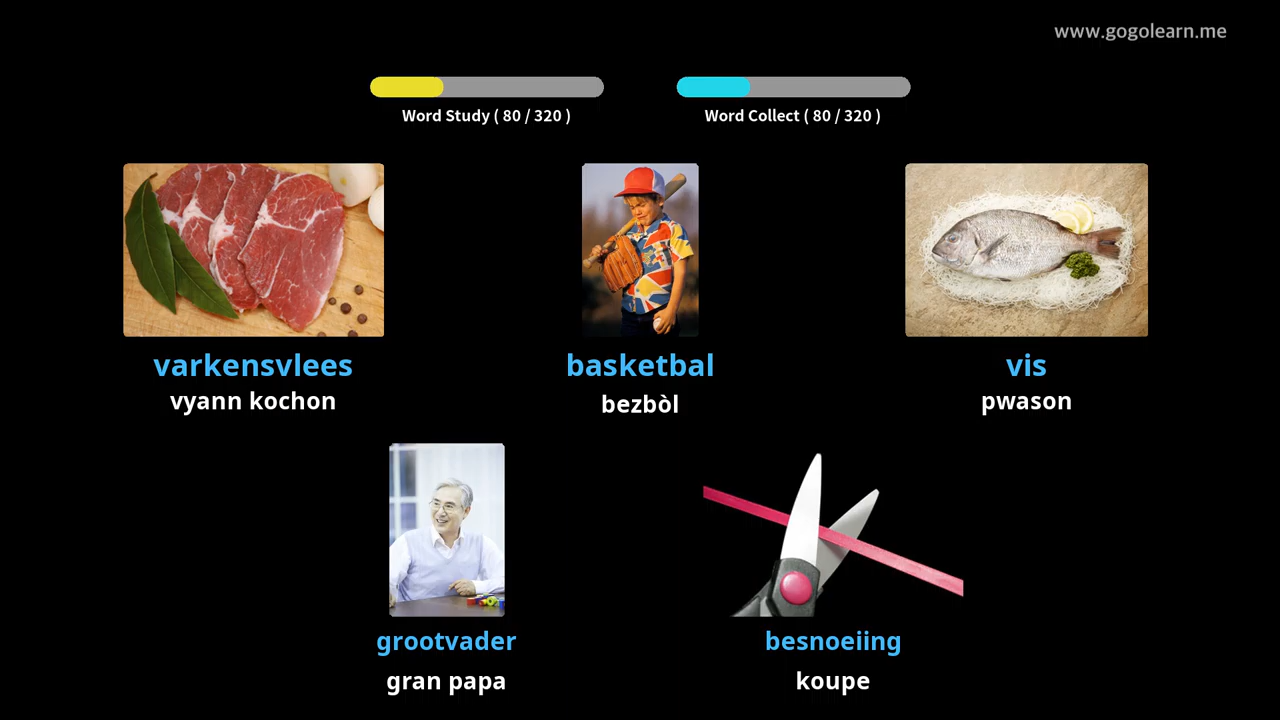 www.gogolearn.me
Word Study ( 80 / 320 )
Word Collect ( 80 / 320 )
varkensvlees
vyann kochon
basketbal
bezbòl
vis
pwason
grootvader
gran papa
besnoeiing
koupe